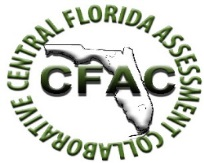 CENTRAL FLORIDA ASSESSMENT COLLABORATIVE
CFAC